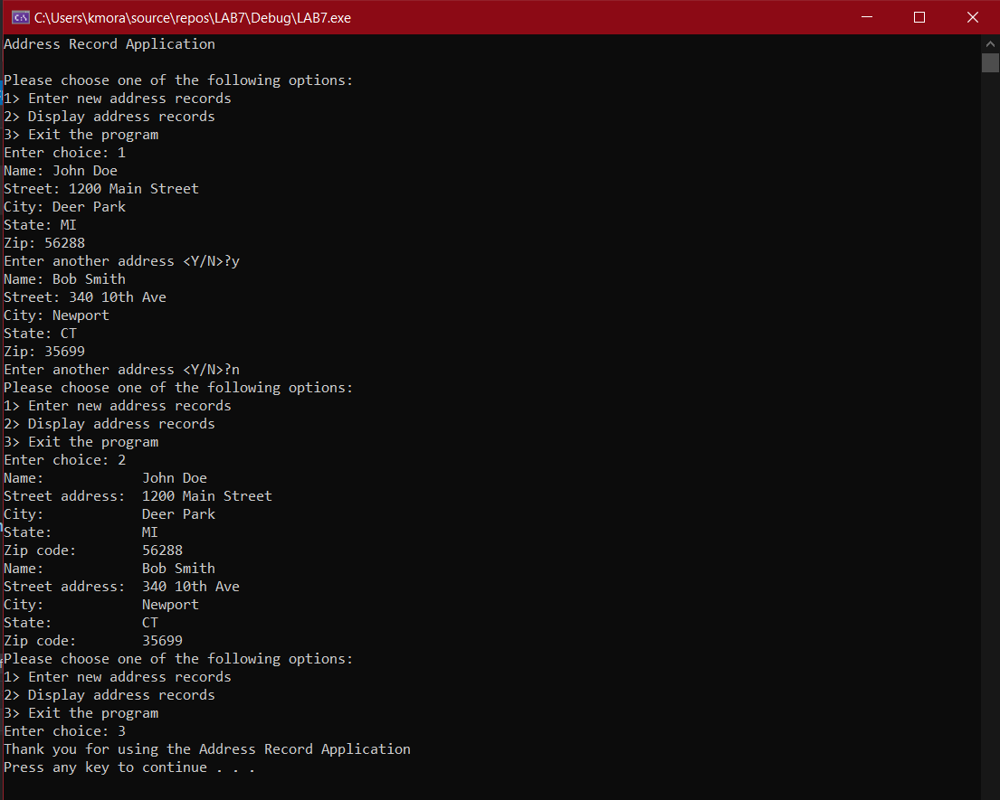 C:\Users\kmora\source\repos\LAB7\Debug\LAB7.exe
Address Record Application

Please choose one of the following options:
1> Enter new address records
2> Display address records
3> Exit the program
Enter choice: 1
Name: John Doe
Street: 1200 Main Street
City: Deer Park
State: MI
Zip: 56288
Enter another address <Y/N>?y
Name: Bob Smith
Street: 340 10th Ave
City: Newport
State: CT
Zip: 35699
Enter another address <Y/N>?n
Please choose one of the following options:
1> Enter new address records
2> Display address records
3> Exit the program
Enter choice: 2
Name:            John Doe
Street address:  1200 Main Street
City:            Deer Park
State:           MI
Zip code:        56288
Name:            Bob Smith
Street address:  340 10th Ave
City:            Newport
State:           CT
Zip code:        35699
Please choose one of the following options:
1> Enter new address records
2> Display address records
3> Exit the program
Enter choice: 3
Thank you for using the Address Record Application
Press any key to continue . . .